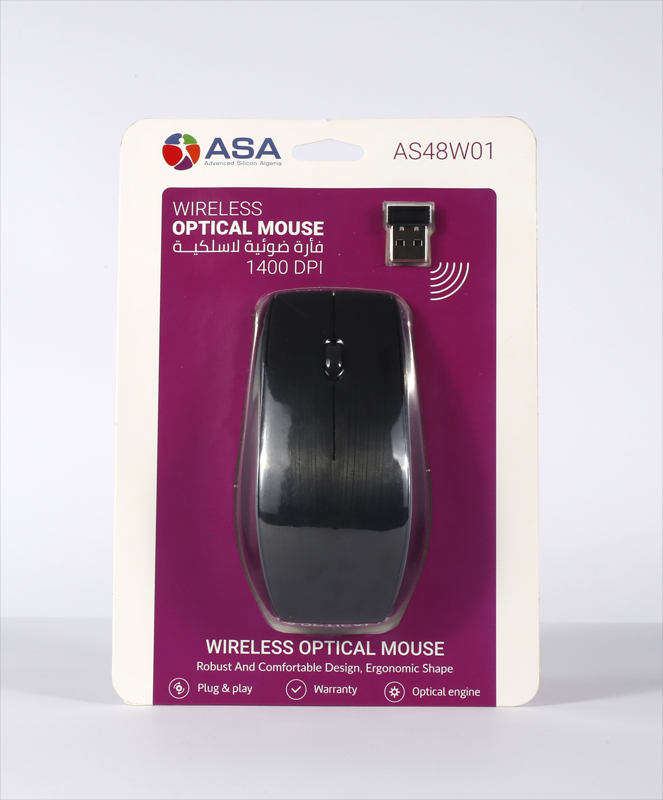 ASA
Advanced Silicon Algeria
AS48W01
WIRELESS
OPTICAL MOUSE
فأرة ضوئية لاسلكيــة
1400 DPI
WIRELESS OPTICAL MOUSE
Robust And Comfortable Design, Ergonomic Shape
Plug & play
Warranty
Optical engine